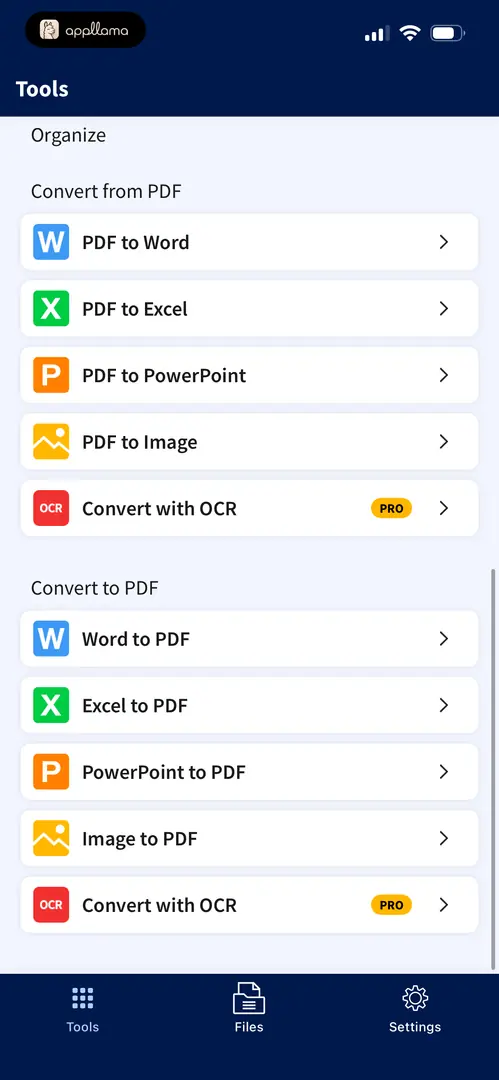 appllama
Tools
Organize
Convert from PDF
W PDF to Word
X PDF to Excel
P PDF to PowerPoint
PDF to Image
OCR Convert with OCR PRO
Convert to PDF
W Word to PDF
X Excel to PDF
P PowerPoint to PDF
Image to PDF
OCR Convert with OCR PRO
Tools Files Settings